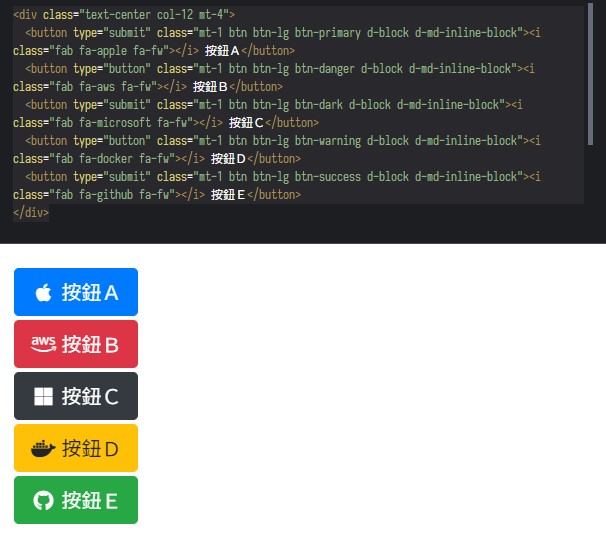 <div class="text-center col-12 mt-4">
  <button type="submit" class="mt-1 btn btn-lg btn-primary d-block d-md-inline-block"><i
class="fab fa-apple fa-fw"></i> 按鈕Ａ</button>
  <button type="button" class="mt-1 btn btn-lg btn-danger d-block d-md-inline-block"><i
class="fab fa-aws fa-fw"></i> 按鈕Ｂ</button>
  <button type="submit" class="mt-1 btn btn-lg btn-dark d-block d-md-inline-block"><i
class="fab fa-microsoft fa-fw"></i> 按鈕Ｃ</button>
  <button type="button" class="mt-1 btn btn-lg btn-warning d-block d-md-inline-block"><i
class="fab fa-docker fa-fw"></i> 按鈕Ｄ</button>
  <button type="submit" class="mt-1 btn btn-lg btn-success d-block d-md-inline-block"><i
class="fab fa-github fa-fw"></i> 按鈕Ｅ</button>
</div>
按鈕Ａ
aws 按鈕Ｂ
按鈕Ｃ
按鈕Ｄ
按鈕Ｅ